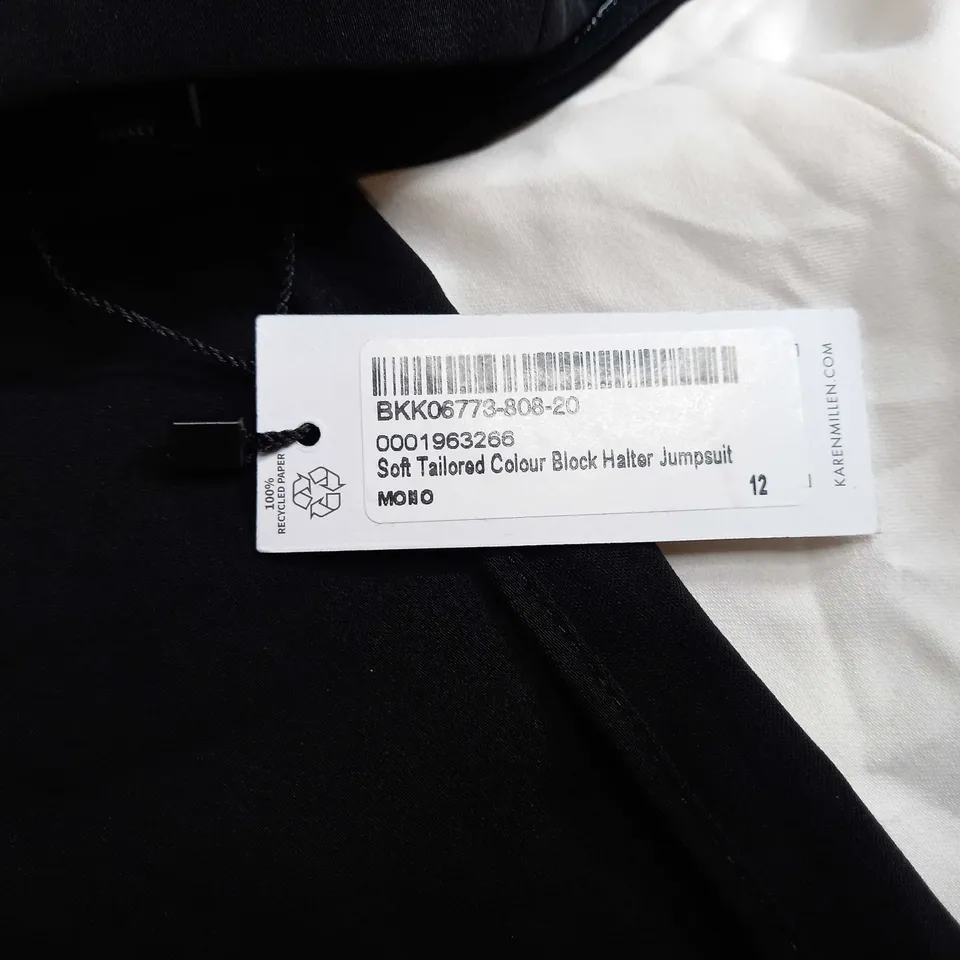 BKK06773-808-20
0001963266
Soft Tailored Colour Block Halter Jumpsuit
MONO
12
KARENMILLEN.COM
100%
RECYCLED PAPER